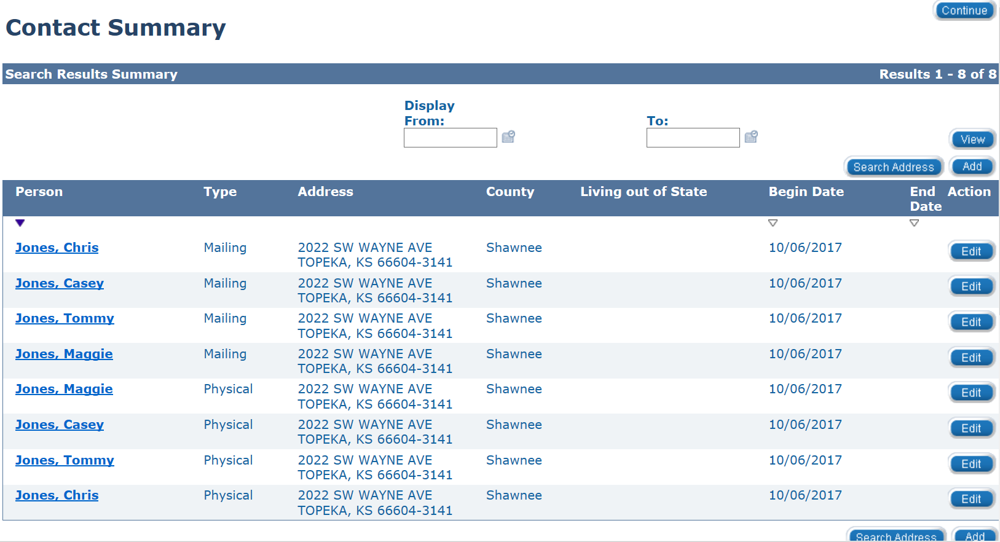 Continue
Contact Summary
Search Results Summary Results 1 - 8 of 8
Display
From: To:
View
Search Address Add
Person Type Address County Living out of State Begin Date End Action
Date
Jones, Chris Mailing 2022 SW WAYNE AVE Shawnee 10/06/2017 Edit
TOPEKA, KS 66604-3141
Jones, Casey Mailing 2022 SW WAYNE AVE Shawnee 10/06/2017 Edit
TOPEKA, KS 66604-3141
Jones, Tommy Mailing 2022 SW WAYNE AVE Shawnee 10/06/2017 Edit
TOPEKA, KS 66604-3141
Jones, Maggie Mailing 2022 SW WAYNE AVE Shawnee 10/06/2017 Edit
TOPEKA, KS 66604-3141
Jones, Maggie Physical 2022 SW WAYNE AVE Shawnee 10/06/2017 Edit
TOPEKA, KS 66604-3141
Jones, Casey Physical 2022 SW WAYNE AVE Shawnee 10/06/2017 Edit
TOPEKA, KS 66604-3141
Jones, Tommy Physical 2022 SW WAYNE AVE Shawnee 10/06/2017 Edit
TOPEKA, KS 66604-3141
Jones, Chris Physical 2022 SW WAYNE AVE Shawnee 10/06/2017 Edit
TOPEKA, KS 66604-3141
Search Address Add